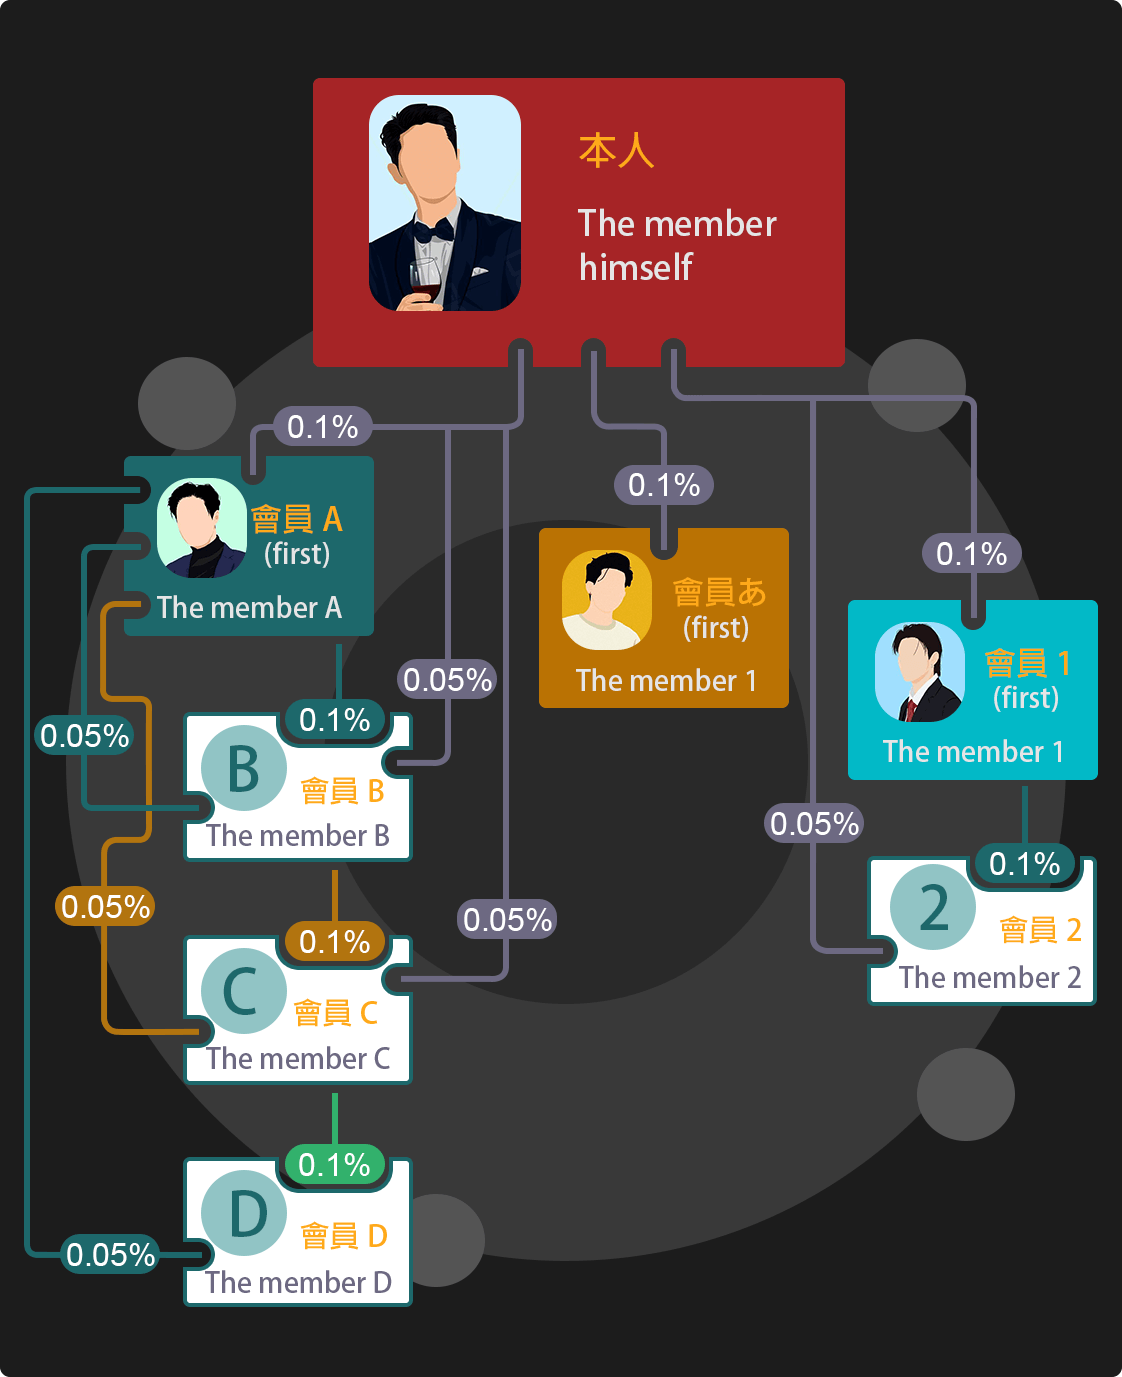 本人
The member
himself
0.1%
0.1%
0.1%
會員 A
(first)
The member A
會員あ
(first)
The member 1
會員 1
(first)
The member 1
0.05%
0.05%
0.1%
B
會員 B
The member B
0.05%
0.1%
2
會員 2
The member 2
0.05%
0.05%
0.1%
C
會員 C
The member C
0.1%
D
會員 D
The member D
0.05%